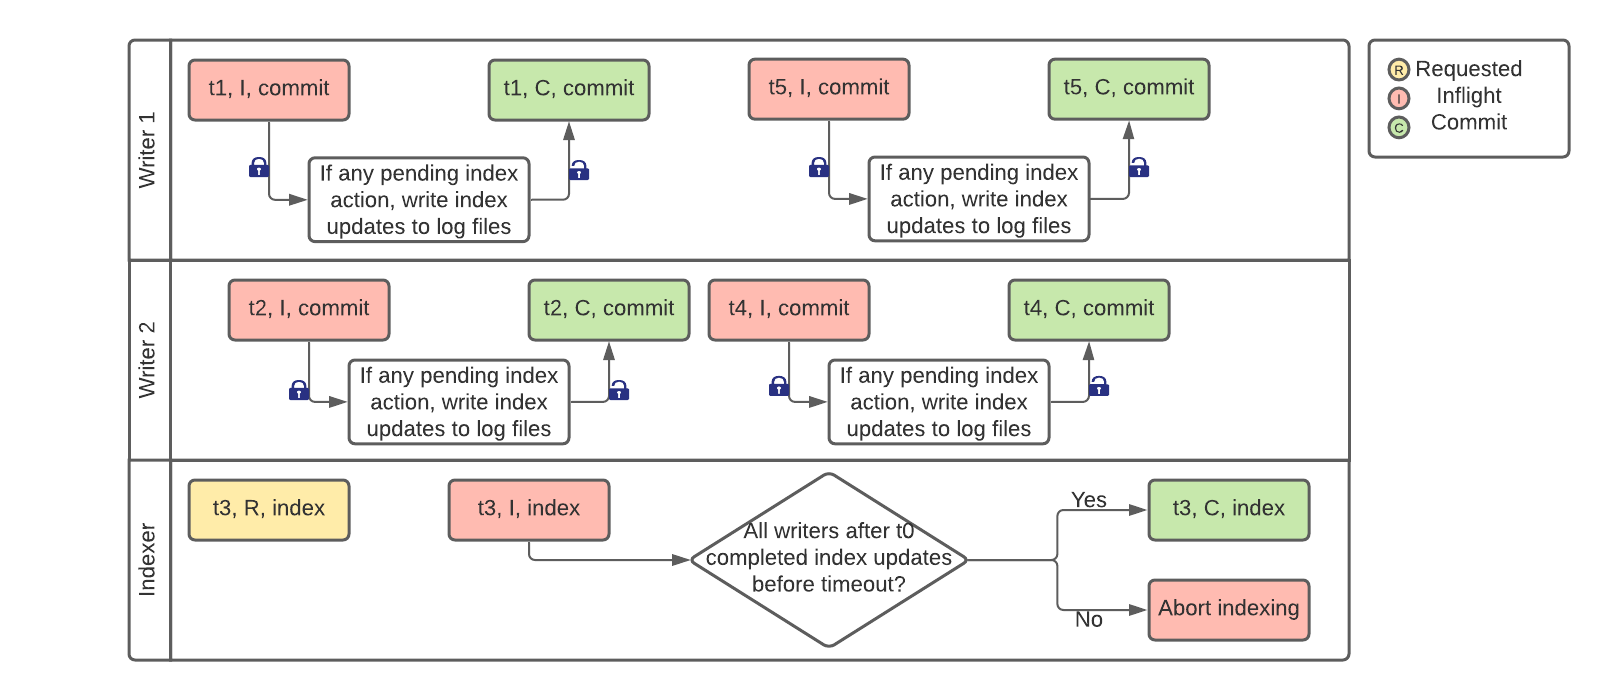 Writer 1
t1, I, commit
t1, C, commit
t5, I, commit
t5, C, commit
If any pending index
action, write index
updates to log files
If any pending index
action, write index
updates to log files
R Requested
I Inflight
C Commit
Writer 2
t2, I, commit
t2, C, commit
t4, I, commit
t4, C, commit
If any pending index
action, write index
updates to log files
If any pending index
action, write index
updates to log files
Indexer
t3, R, index
t3, I, index
All writers after t0
completed index updates
before timeout?
Yes
t3, C, index
No
Abort indexing